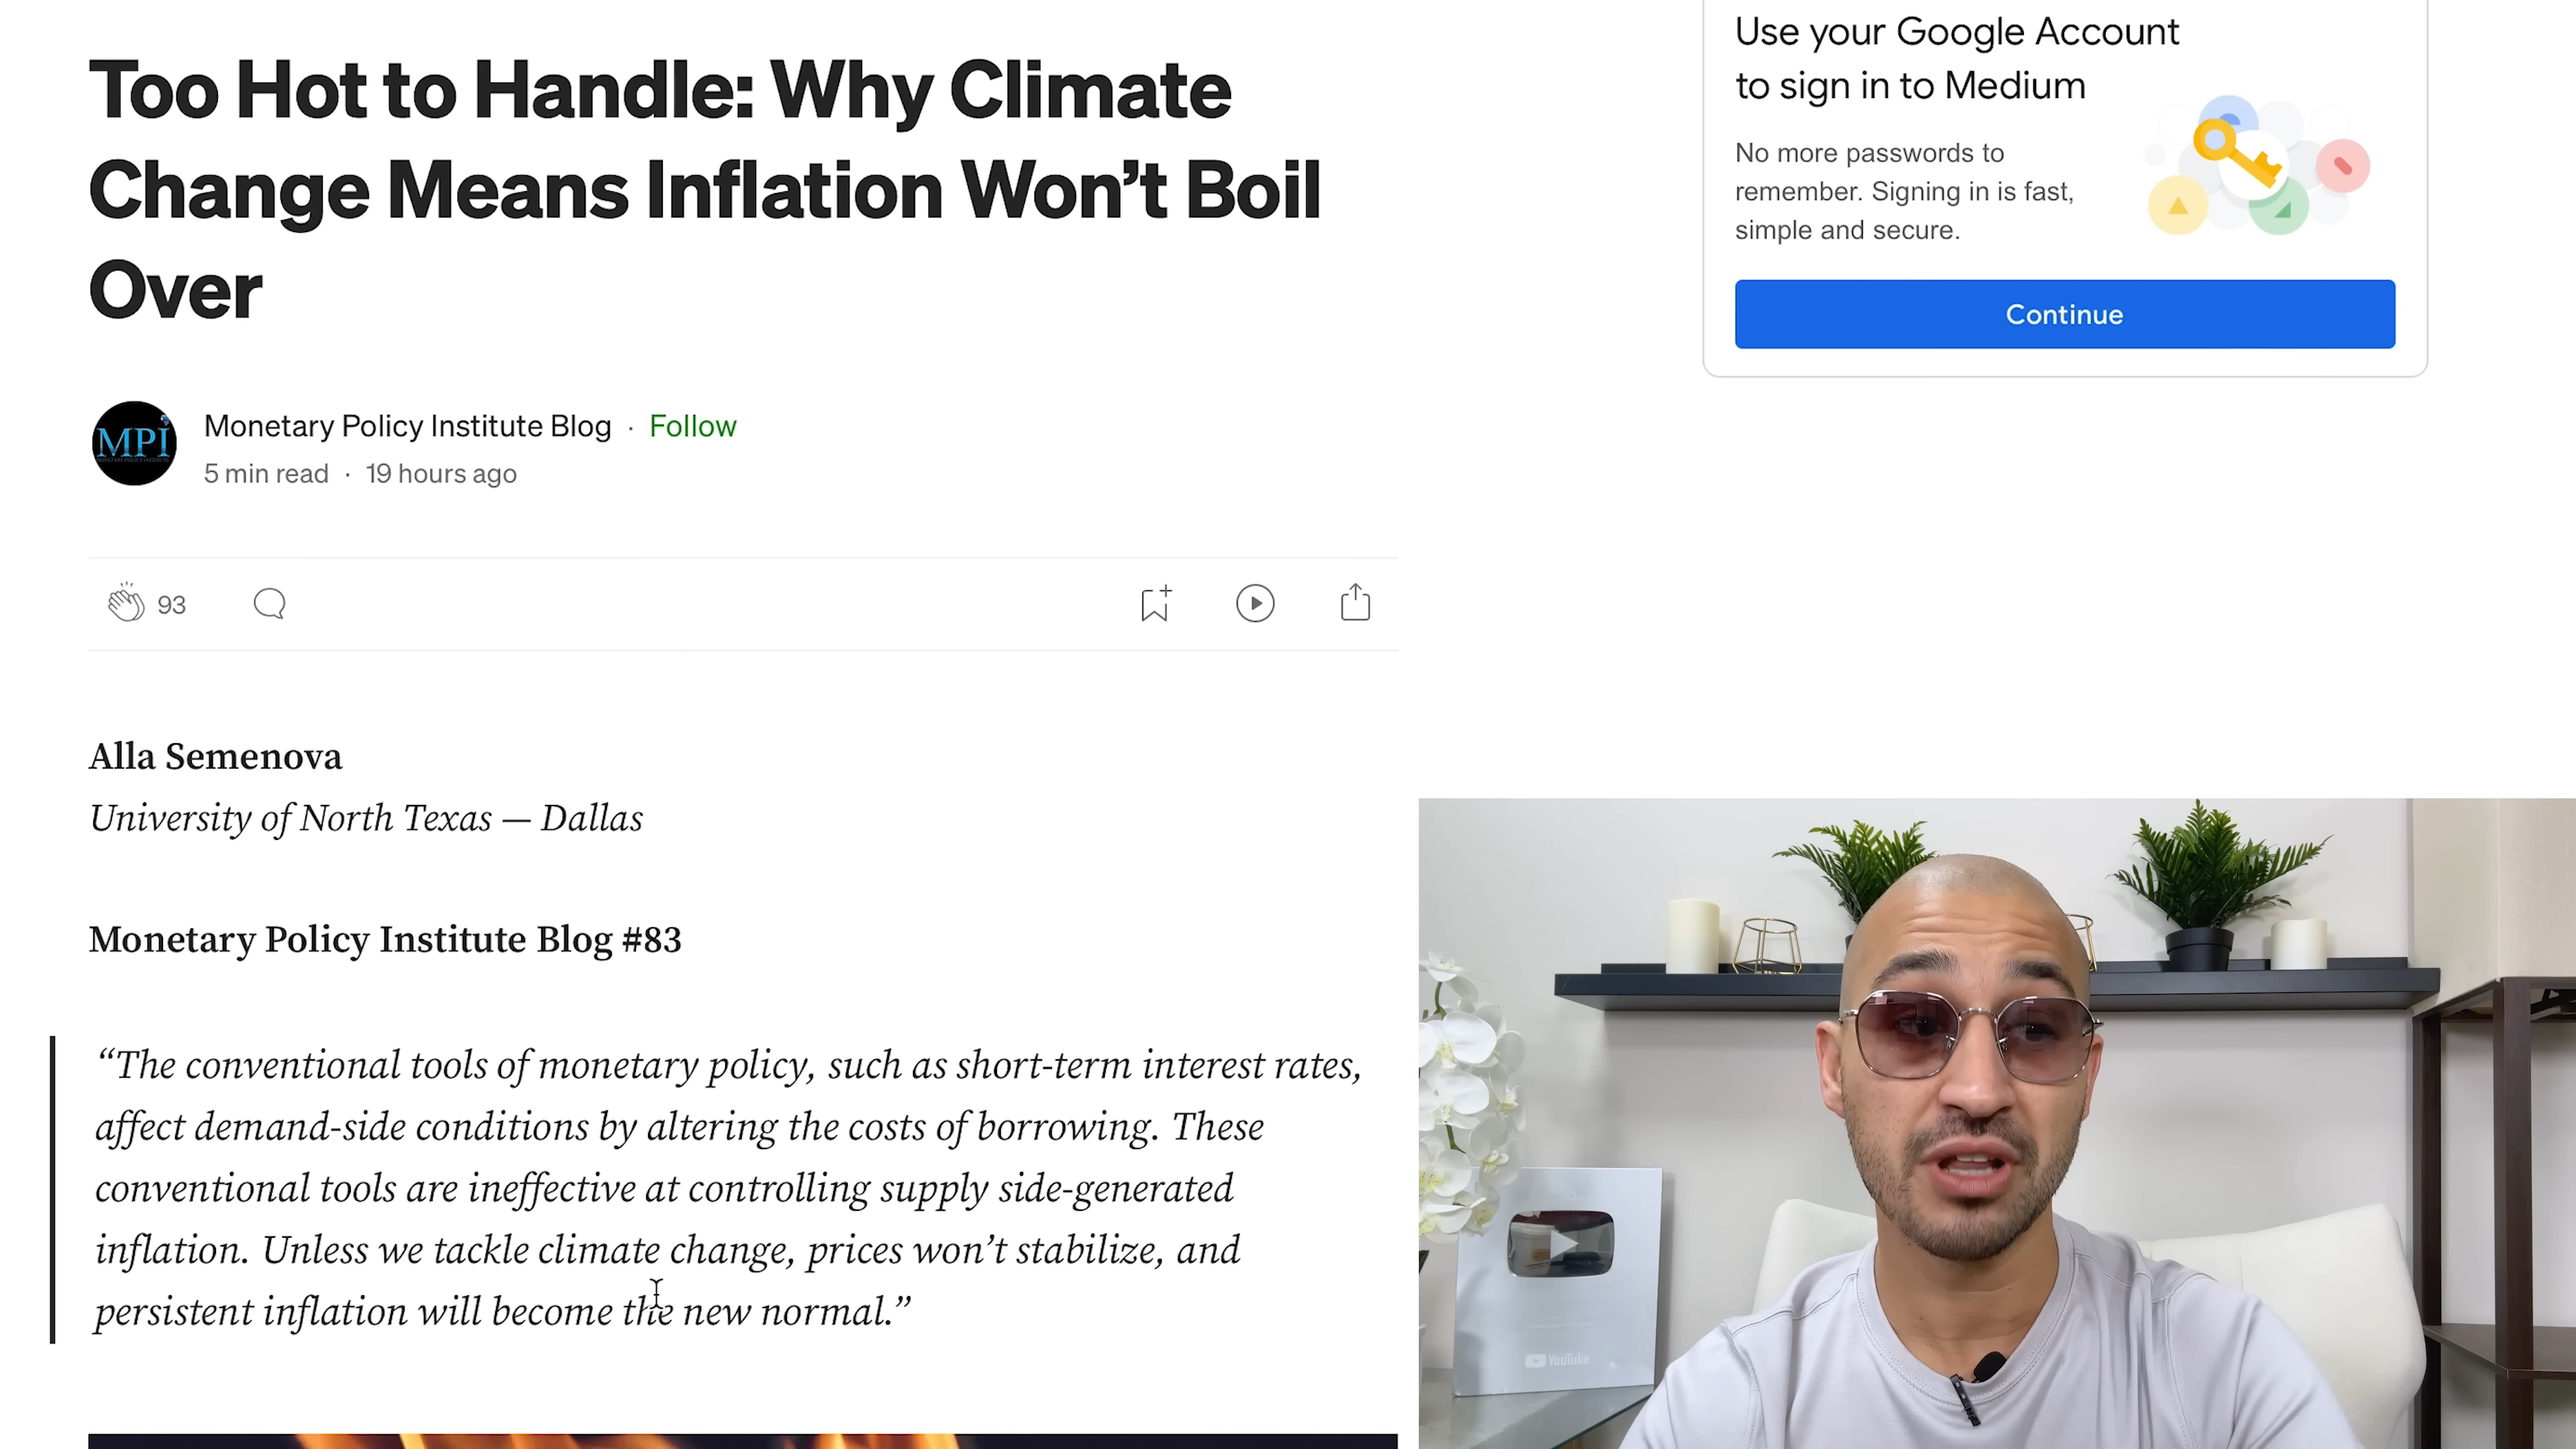 Too Hot to Handle: Why Climate
Change Means Inflation Won’t Boil
Over
MPI
Monetary Policy Institute Blog · Follow
5 min read · 19 hours ago
93
Alla Semenova
University of North Texas — Dallas
Monetary Policy Institute Blog #83
“The conventional tools of monetary policy, such as short-term interest rates,
affect demand-side conditions by altering the costs of borrowing. These
conventional tools are ineffective at controlling supply side-generated
inflation. Unless we tackle climate change, prices won’t stabilize, and
persistent inflation will become the new normal.”
Use your Google Account
to sign in to Medium
No more passwords to
remember. Signing in is fast,
simple and secure.
Continue
YouTube